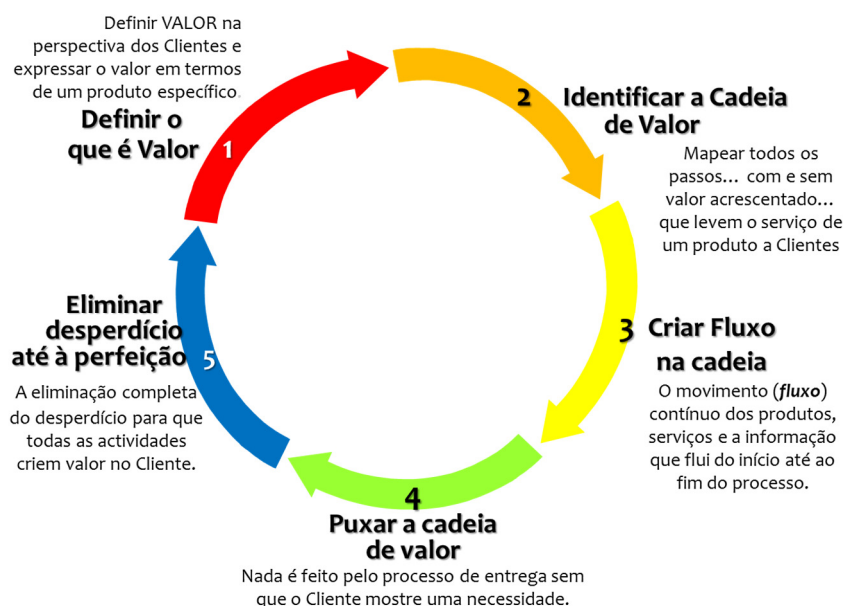 Definir VALOR na
perspectiva dos Clientes e
expressar o valor em termos
de um produto específico.
Definir o
que é Valor
1
2
Identificar a Cadeia
de Valor
Mapear todos os
passos... com e sem
valor acrescentado...
que levem o serviço de
um produto a Clientes
3
Criar Fluxo
na cadeia
O movimento (fluxo)
contínuo dos produtos,
serviços e a informação
que flui do início até ao
fim do processo.
4
Puxar a cadeia
de valor
Nada é feito pelo processo de entrega sem
que o Cliente mostre uma necessidade.
Eliminar
desperdício
até à perfeição
5
A eliminação completa
do desperdício para que
todas as actividades
criem valor no Cliente.